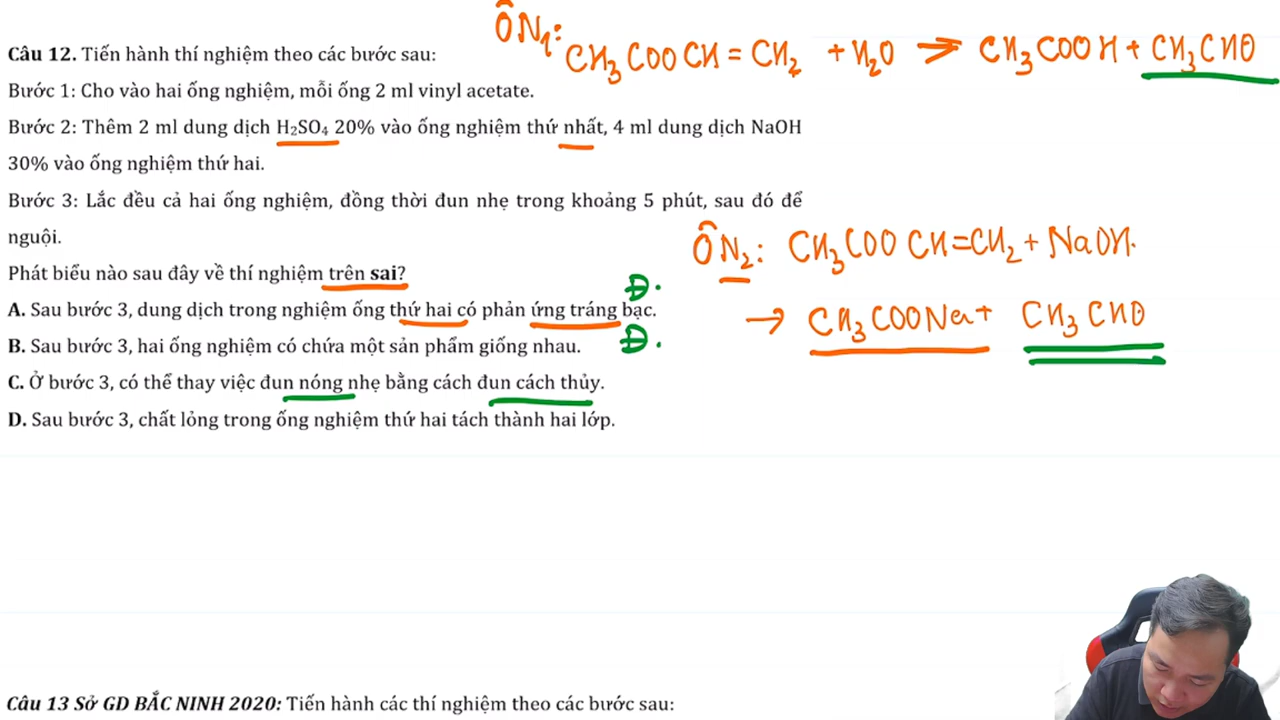 ÔN1: CH3COOCH=CH2 + H2O → CH3COOH + CH3CHO
Câu 12. Tiến hành thí nghiệm theo các bước sau:
Bước 1: Cho vào hai ống nghiệm, mỗi ống 2 ml vinyl acetate.
Bước 2: Thêm 2 ml dung dịch H₂SO₄ 20% vào ống nghiệm thứ nhất, 4 ml dung dịch NaOH
30% vào ống nghiệm thứ hai.
Bước 3: Lắc đều cả hai ống nghiệm, đồng thời đun nhẹ trong khoảng 5 phút, sau đó để
nguội.
ÔN2: CH3COOCH=CH2 + NaOH.
→ CH3COONa + CH3CHO
Phát biểu nào sau đây về thí nghiệm trên sai?
A. Sau bước 3, dung dịch trong nghiệm ống thứ hai có phản ứng tráng bạc. Đ.
B. Sau bước 3, hai ống nghiệm có chứa một sản phẩm giống nhau. Đ.
C. Ở bước 3, có thể thay việc đun nóng nhẹ bằng cách đun cách thủy.
D. Sau bước 3, chất lỏng trong ống nghiệm thứ hai tách thành hai lớp.
Câu 13 Sở GD BẮC NINH 2020: Tiến hành các thí nghiệm theo các bước sau: